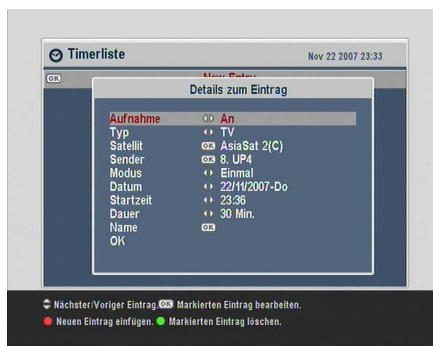 Timerliste
Nov 22 2007 23:33
OK New Entry
Details zum Eintrag
Aufnahme An
Typ TV
Satellit OK AsiaSat 2(C)
Sender OK 8. UP4
Modus Einmal
Datum 22/11/2007-Do
Startzeit 23:36
Dauer 30 Min.
Name OK
OK
Nächster/Voriger Eintrag. OK Markierten Eintrag bearbeiten.
Neuen Eintrag einfügen. Markierten Eintrag löschen.